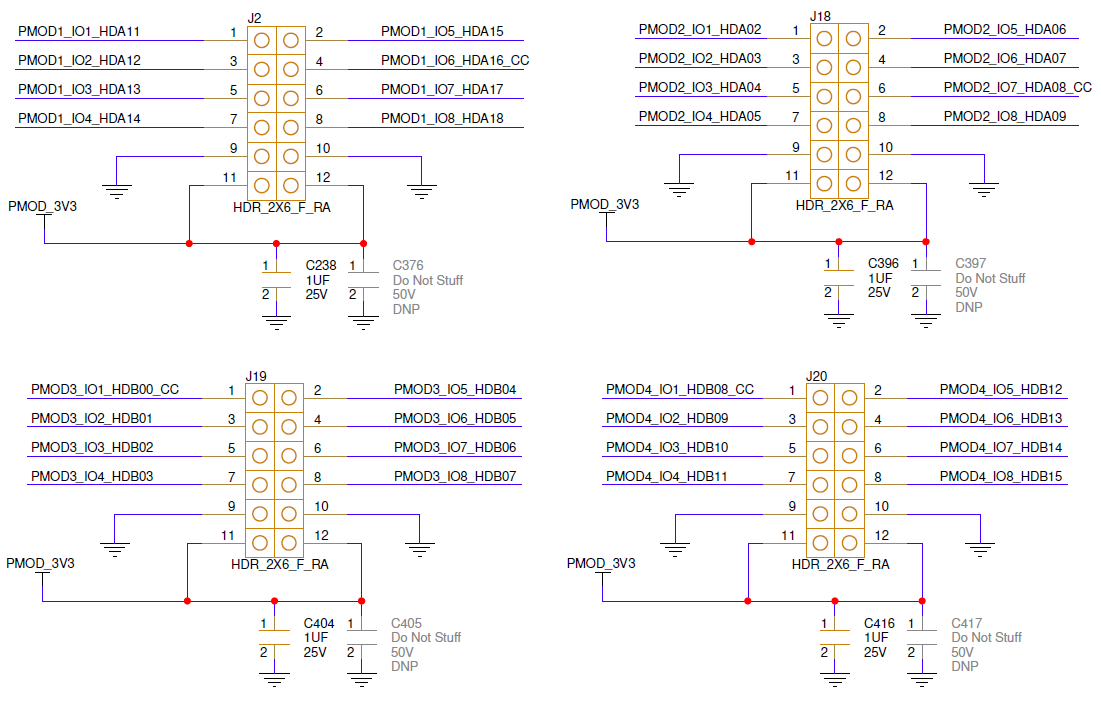 J2
PMOD1_IO1_HDA11 1 2 PMOD1_IO5_HDA15
PMOD1_IO2_HDA12 3 4 PMOD1_IO6_HDA16_CC
PMOD1_IO3_HDA13 5 6 PMOD1_IO7_HDA17
PMOD1_IO4_HDA14 7 8 PMOD1_IO8_HDA18
9 10
11 12
PMOD_3V3
HDR_2X6_F_RA
1 C238 1 C376
1UF Do Not Stuff
2 25V 2 50V
DNP
J18
PMOD2_IO1_HDA02 1 2 PMOD2_IO5_HDA06
PMOD2_IO2_HDA03 3 4 PMOD2_IO6_HDA07
PMOD2_IO3_HDA04 5 6 PMOD2_IO7_HDA08_CC
PMOD2_IO4_HDA05 7 8 PMOD2_IO8_HDA09
9 10
11 12
PMOD_3V3
HDR_2X6_F_RA
1 C396 1 C397
1UF Do Not Stuff
2 25V 2 50V
DNP
J19
PMOD3_IO1_HDB00_CC 1 2 PMOD3_IO5_HDB04
PMOD3_IO2_HDB01 3 4 PMOD3_IO6_HDB05
PMOD3_IO3_HDB02 5 6 PMOD3_IO7_HDB06
PMOD3_IO4_HDB03 7 8 PMOD3_IO8_HDB07
9 10
11 12
PMOD_3V3
HDR_2X6_F_RA
1 C404 1 C405
1UF Do Not Stuff
2 25V 2 50V
DNP
J20
PMOD4_IO1_HDB08_CC 1 2 PMOD4_IO5_HDB12
PMOD4_IO2_HDB09 3 4 PMOD4_IO6_HDB13
PMOD4_IO3_HDB10 5 6 PMOD4_IO7_HDB14
PMOD4_IO4_HDB11 7 8 PMOD4_IO8_HDB15
9 10
11 12
PMOD_3V3
HDR_2X6_F_RA
1 C416 1 C417
1UF Do Not Stuff
2 25V 2 50V
DNP